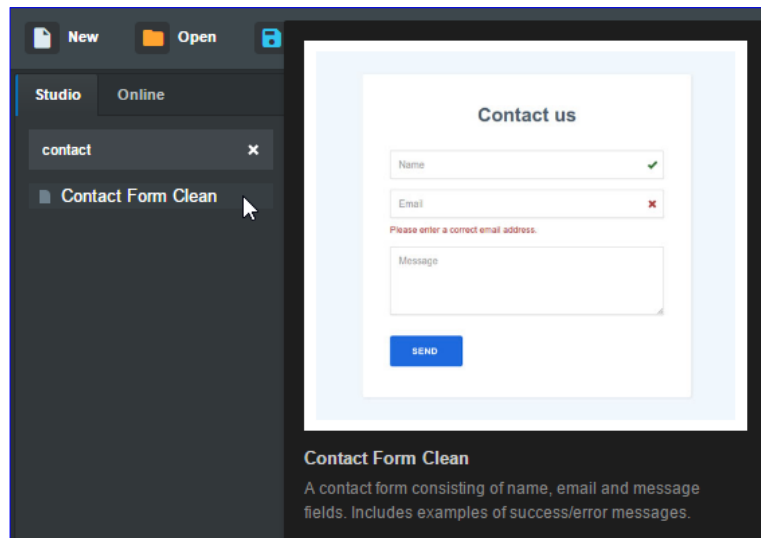 New Open
Studio Online
contact
Contact Form Clean
Contact us
Name
Email
Please enter a correct email address.
Message
SEND
Contact Form Clean
A contact form consisting of name, email and message
fields. Includes examples of success/error messages.